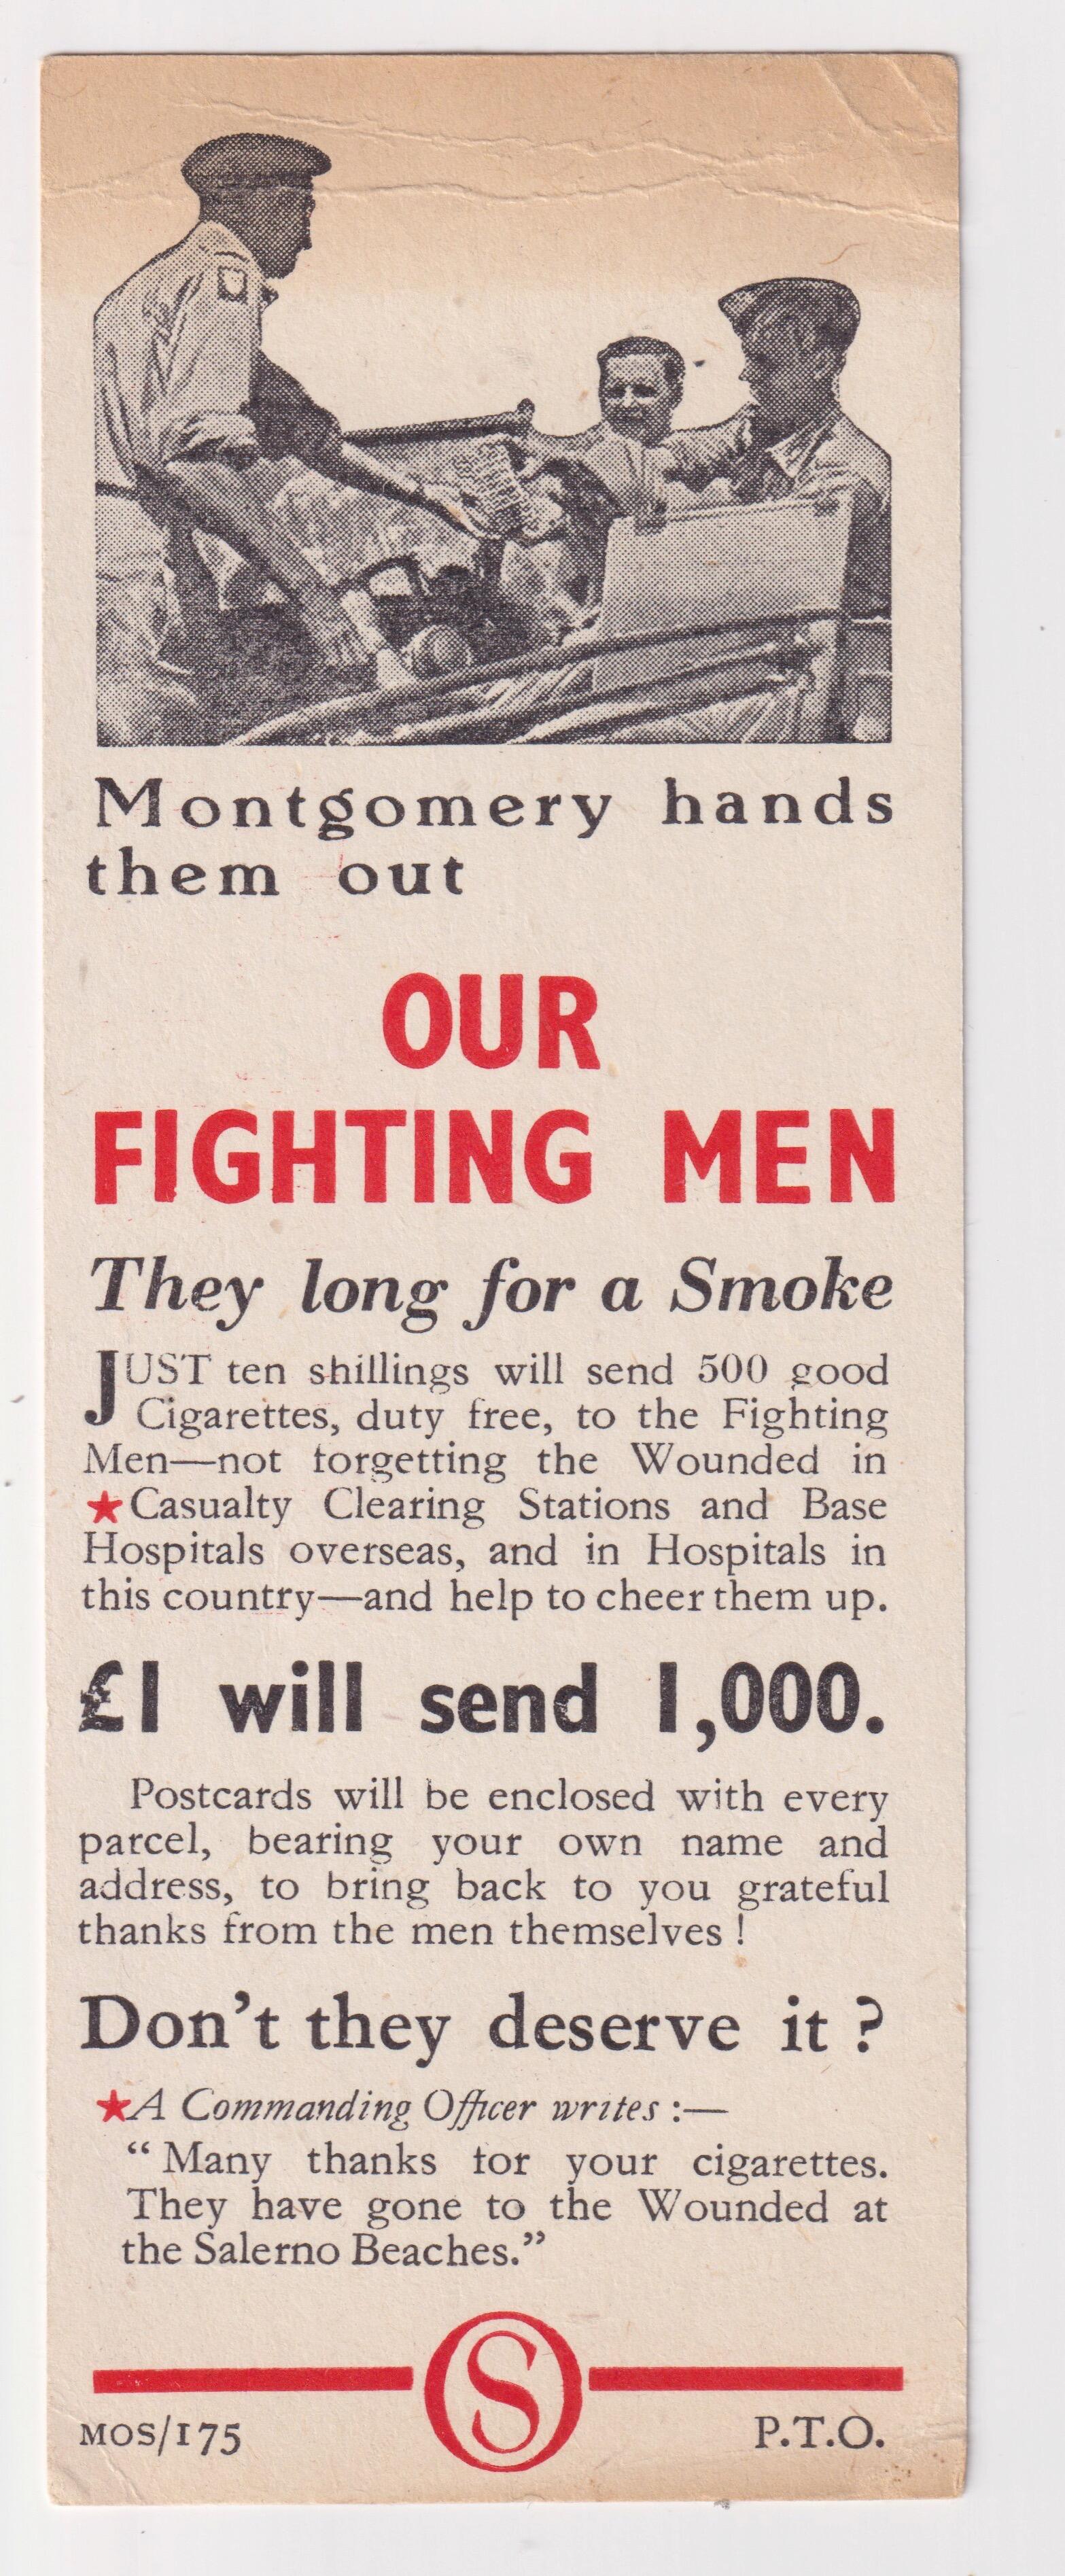 Montgomery hands
them out
OUR
FIGHTING MEN
They long for a Smoke
JUST ten shillings will send 500 good
Cigarettes, duty free, to the Fighting
Men—not forgetting the Wounded in
★Casualty Clearing Stations and Base
Hospitals overseas, and in Hospitals in
this country—and help to cheer them up.
£1 will send 1,000.
Postcards will be enclosed with every
parcel, bearing your own name and
address, to bring back to you grateful
thanks from the men themselves !
Don't they deserve it ?
★A Commanding Officer writes :—
“ Many thanks for your cigarettes.
They have gone to the Wounded at
the Salerno Beaches.”
OS
MOS/175
P.T.O.